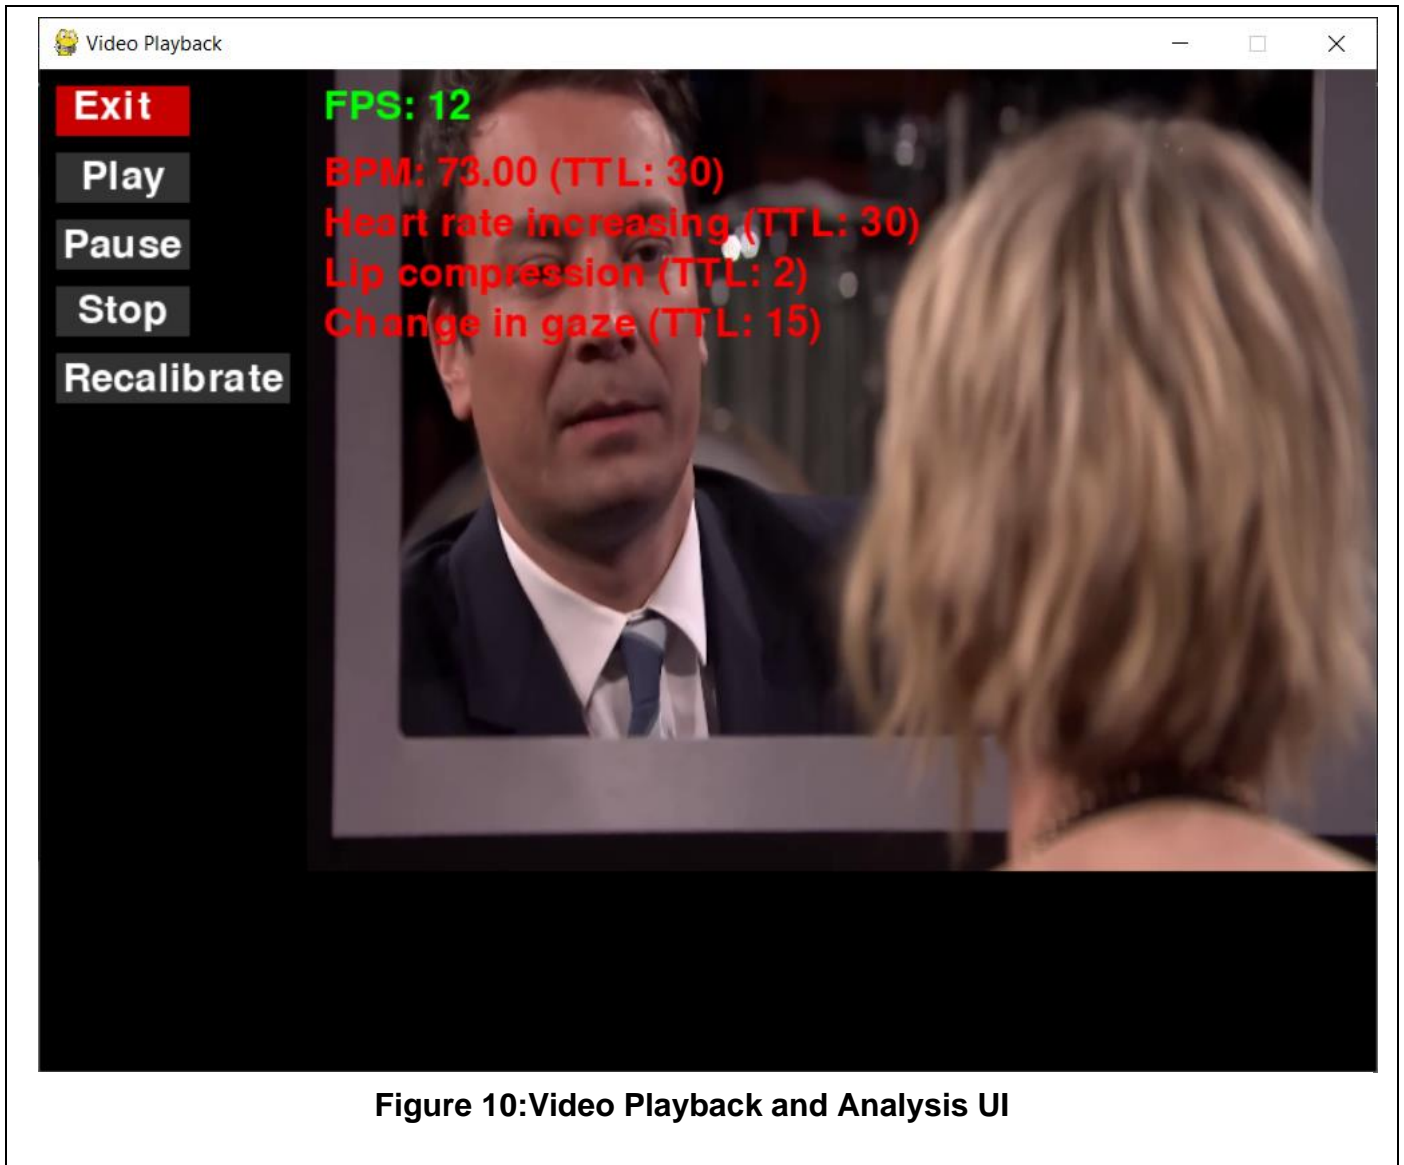 Video Playback
Exit
Play
Pause
Stop
Recalibrate
FPS: 12
BPM: 73.00 (TTL: 30)
Heart rate increasing (TTL: 30)
Lip compression (TTL: 2)
Change in gaze (TTL: 15)
Figure 10:Video Playback and Analysis UI